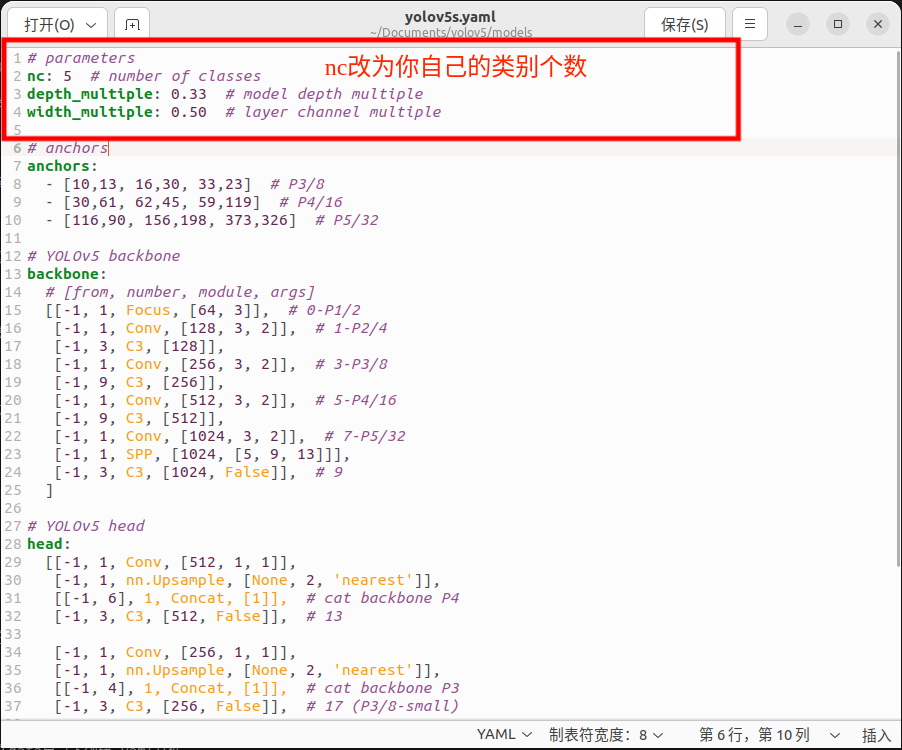 打开(O)
yolov5s.yaml
~/Documents/yolov5/models
保存(S)
1 # parameters
nc改为你自己的类别个数
2 nc: 5  # number of classes
3 depth_multiple: 0.33  # model depth multiple
4 width_multiple: 0.50  # layer channel multiple
5
6 # anchors
7 anchors:
8   - [10,13, 16,30, 33,23]  # P3/8
9   - [30,61, 62,45, 59,119]  # P4/16
10   - [116,90, 156,198, 373,326]  # P5/32
11
12 # YOLOv5 backbone
13 backbone:
14   # [from, number, module, args]
15   [[-1, 1, Focus, [64, 3]],  # 0-P1/2
16    [-1, 1, Conv, [128, 3, 2]],  # 1-P2/4
17    [-1, 3, C3, [128]],
18    [-1, 1, Conv, [256, 3, 2]],  # 3-P3/8
19    [-1, 9, C3, [256]],
20    [-1, 1, Conv, [512, 3, 2]],  # 5-P4/16
21    [-1, 9, C3, [512]],
22    [-1, 1, Conv, [1024, 3, 2]],  # 7-P5/32
23    [-1, 1, SPP, [1024, [5, 9, 13]]],
24    [-1, 3, C3, [1024, False]],  # 9
25   ]
26
27 # YOLOv5 head
28 head:
29   [[-1, 1, Conv, [512, 1, 1]],
30    [-1, 1, nn.Upsample, [None, 2, 'nearest']],
31    [[-1, 6], 1, Concat, [1]],  # cat backbone P4
32    [-1, 3, C3, [512, False]],  # 13
33
34    [-1, 1, Conv, [256, 1, 1]],
35    [-1, 1, nn.Upsample, [None, 2, 'nearest']],
36    [[-1, 4], 1, Concat, [1]],  # cat backbone P3
37    [-1, 3, C3, [256, False]],  # 17 (P3/8-small)
YAML
制表符宽度：8
第 6 行，第 10 列
插入